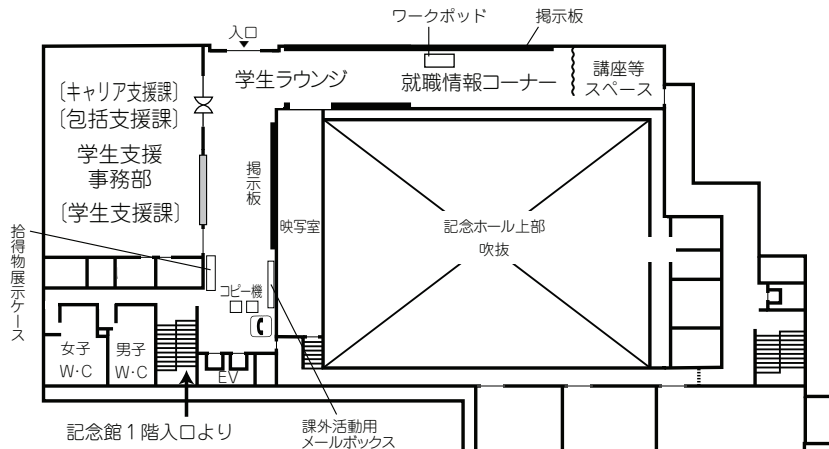 ワークポッド
掲示板
入口
学生ラウンジ
就職情報コーナー
講座等
スペース
〔キャリア支援課〕
〔包括支援課〕
学生支援
事務部
〔学生支援課〕
掲示板
映写室
記念ホール上部
吹抜
拾得物展示ケース
コピー機
女子
W・C
男子
W・C
EV
記念館1階入口より
課外活動用
メールボックス